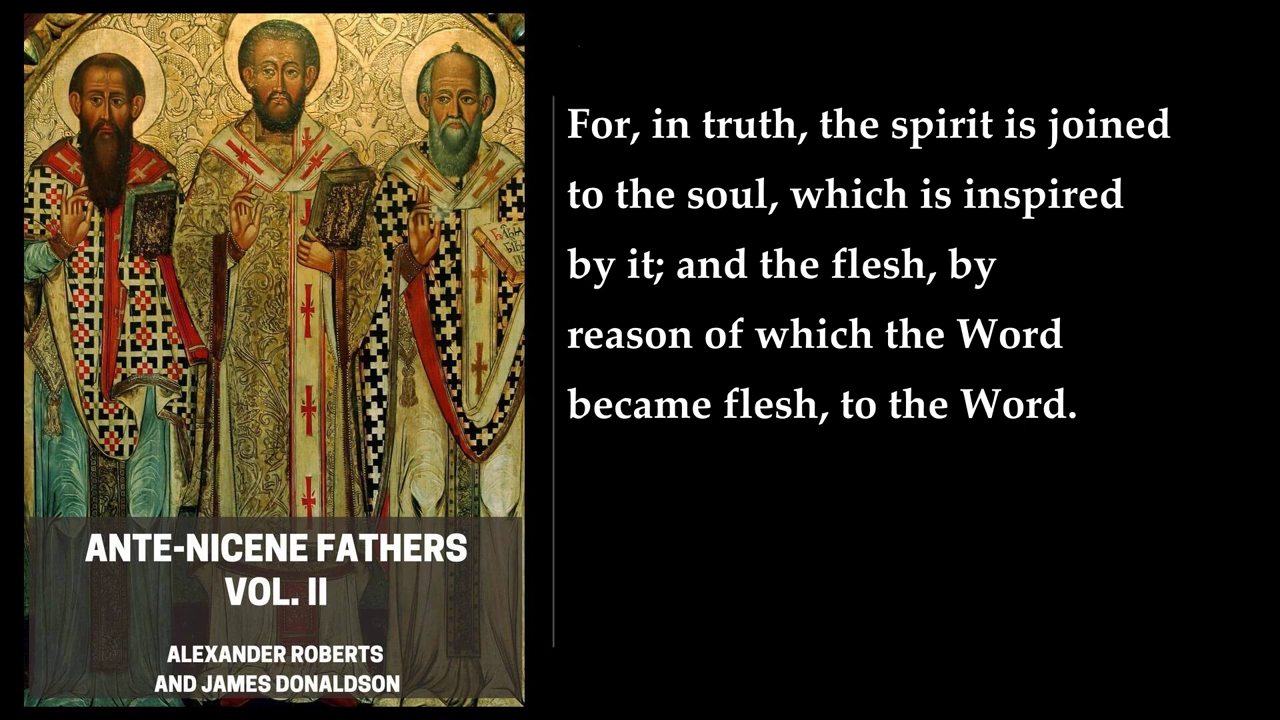 For, in truth, the spirit is joined
to the soul, which is inspired
by it; and the flesh, by
reason of which the Word
became flesh, to the Word.
ANTE-NICENE FATHERS
VOL. II
ALEXANDER ROBERTS
AND JAMES DONALDSON